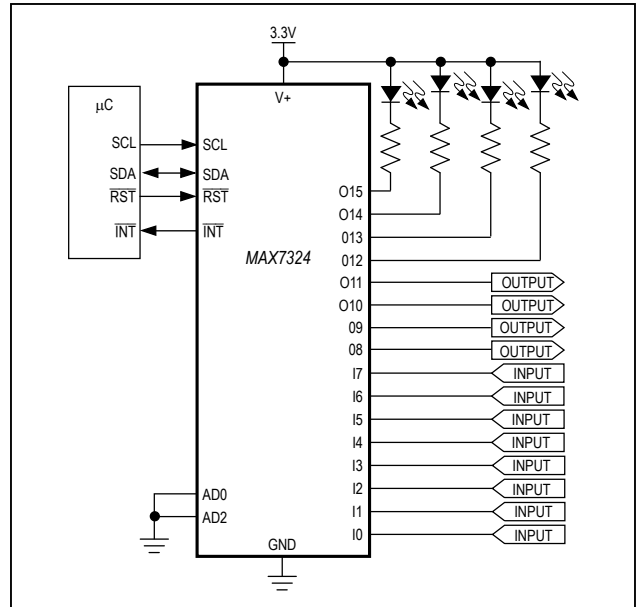 3.3V
μC
SCL
SDA
RST
INT
V+
SCL
SDA
RST
INT
MAX7324
AD0
AD2
GND
O15
O14
013
012
O11
O10
09
08
I7
I6
I5
I4
I3
I2
I1
I0
OUTPUT
OUTPUT
OUTPUT
OUTPUT
INPUT
INPUT
INPUT
INPUT
INPUT
INPUT
INPUT
INPUT